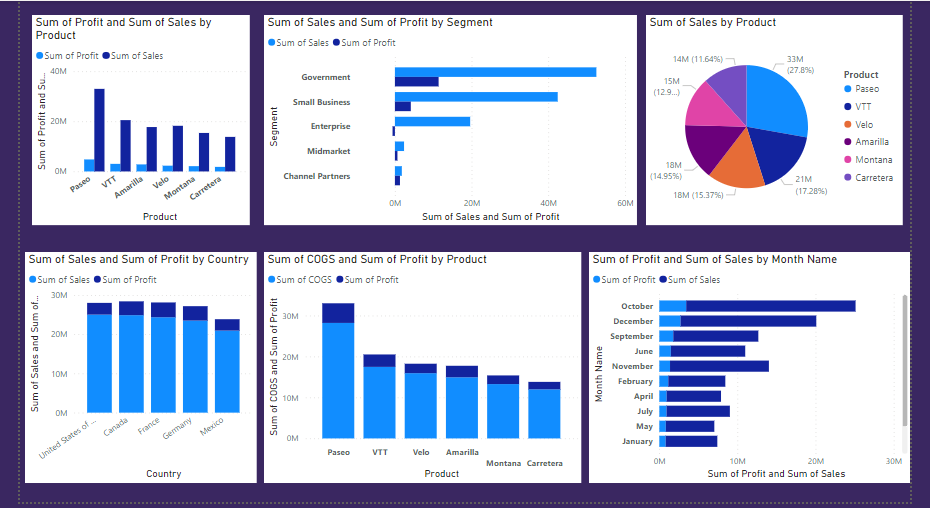 Sum of Profit and Sum of Sales by
Product
Sum of Profit Sum of Sales
Sum of Profit and Su...
40M
20M
0M
Paseo
VTT
Amarilla
Velo
Montana
Carretera
Product
Sum of Sales and Sum of Profit by Segment
Sum of Sales Sum of Profit
Segment
Government
Small Business
Enterprise
Midmarket
Channel Partners
0M 20M 40M 60M
Sum of Sales and Sum of Profit
Sum of Sales by Product
33M
(27.8%)
21M
(17.28%)
18M (15.37%)
18M
(14.95%)
15M
(12.9...)
14M (11.64%)
Product
Paseo
VTT
Velo
Amarilla
Montana
Carretera
Sum of Sales and Sum of Profit by Country
Sum of Sales Sum of Profit
Sum of Sales and Sum of...
30M
20M
10M
0M
United States of ...
Canada
France
Germany
Mexico
Country
Sum of COGS and Sum of Profit by Product
Sum of COGS Sum of Profit
Sum of COGS and Sum of Profit
30M
20M
10M
0M
Paseo
VTT
Velo
Amarilla
Montana
Carretera
Product
Sum of Profit and Sum of Sales by Month Name
Sum of Profit Sum of Sales
Month Name
October
December
September
June
November
February
April
July
May
January
0M 10M 20M 30M
Sum of Profit and Sum of Sales